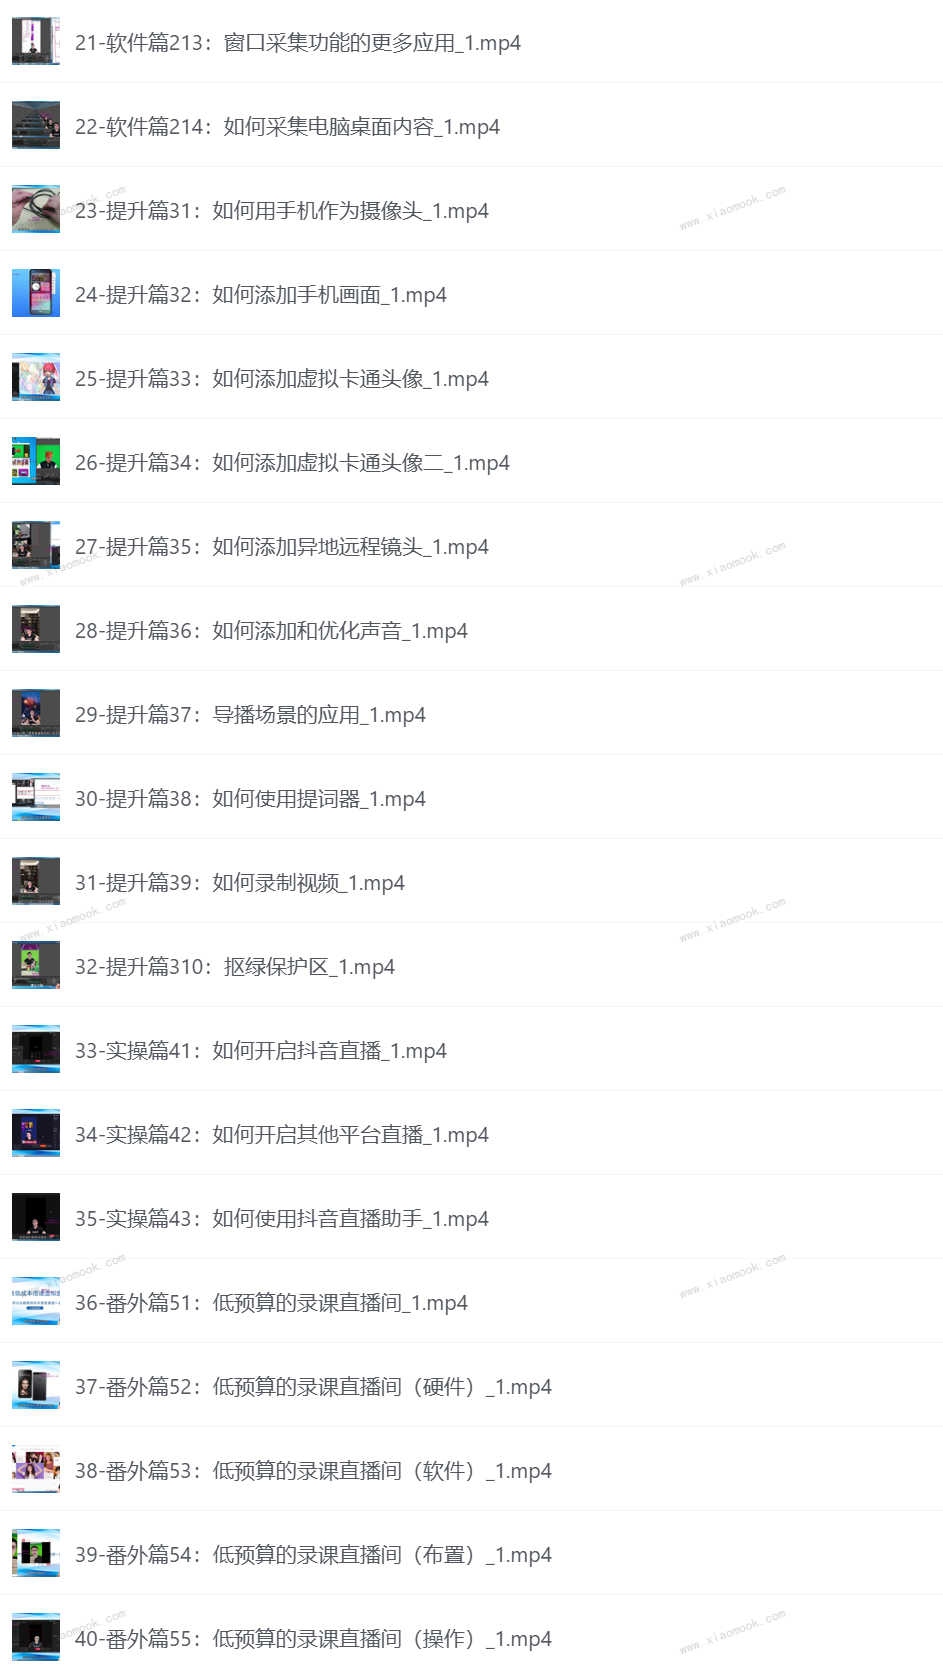 21-软件篇213：窗口采集功能的更多应用_1.mp4
22-软件篇214：如何采集电脑桌面内容_1.mp4
23-提升篇31：如何用手机作为摄像头_1.mp4
www.xiaomook.com
24-提升篇32：如何添加手机画面_1.mp4
25-提升篇33：如何添加虚拟卡通头像_1.mp4
26-提升篇34：如何添加虚拟卡通头像二_1.mp4
27-提升篇35：如何添加异地远程镜头_1.mp4
www.xiaomook.com
www.xiaomook.com
28-提升篇36：如何添加和优化声音_1.mp4
29-提升篇37：导播场景的应用_1.mp4
30-提升篇38：如何使用提词器_1.mp4
31-提升篇39：如何录制视频_1.mp4
www.xiaomook.com
www.xiaomook.com
32-提升篇310：抠绿保护区_1.mp4
33-实操篇41：如何开启抖音直播_1.mp4
34-实操篇42：如何开启其他平台直播_1.mp4
35-实操篇43：如何使用抖音直播助手_1.mp4
www.xiaomook.com
36-番外篇51：低预算的录课直播间_1.mp4
37-番外篇52：低预算的录课直播间（硬件）_1.mp4
38-番外篇53：低预算的录课直播间（软件）_1.mp4
39-番外篇54：低预算的录课直播间（布置）_1.mp4
40-番外篇55：低预算的录课直播间（操作）_1.mp4
www.xiaomook.com